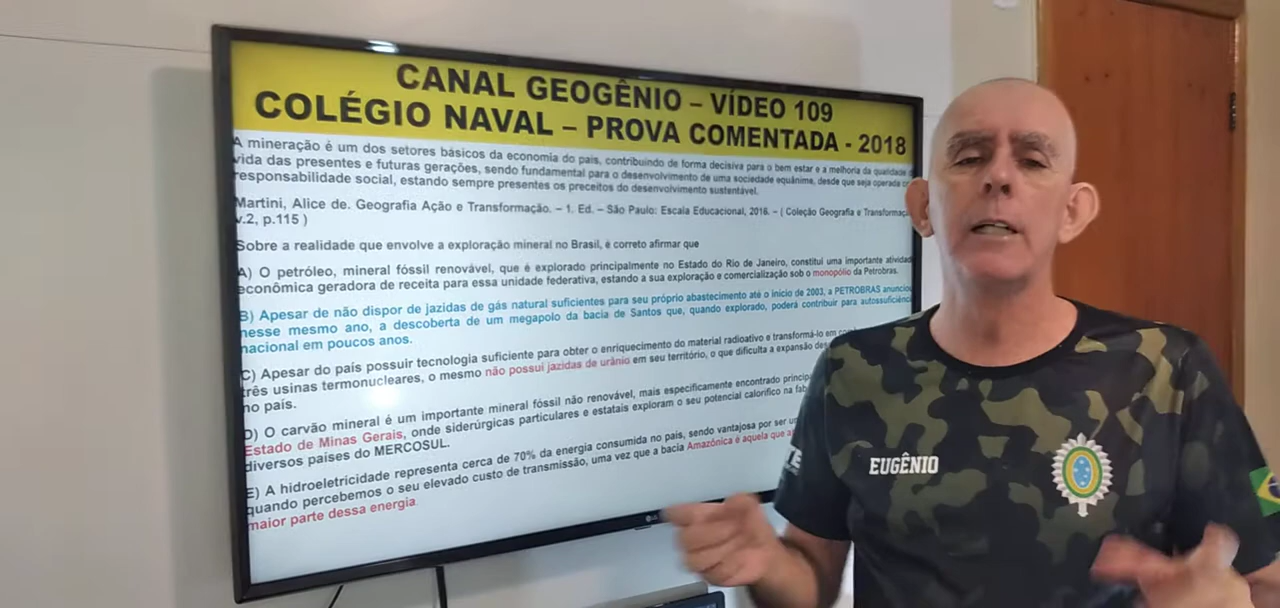 CANAL GEOGÊNIO – VÍDEO 109
COLÉGIO NAVAL – PROVA COMENTADA - 2018
A mineração é um dos setores básicos da economia do país, contribuindo de forma decisiva para o bem estar e a melhoria da qualidade
vida das presentes e futuras gerações, sendo fundamental para o desenvolvimento de uma sociedade equânime, desde que seja operada
responsabilidade social, estando sempre presentes os preceitos do desenvolvimento sustentável.
Martini, Alice de. Geografia Ação e Transformação. – 1. Ed. – São Paulo: Escala Educacional, 2016. – ( Coleção Geografia e
v.2, p.115 )
Sobre a realidade que envolve a exploração mineral no Brasil, é correto afirmar que
A) O petróleo, mineral fóssil renovável, que é explorado principalmente no Estado do Rio de Janeiro, constitui uma importante
econômica geradora de receita para essa unidade federativa, estando a sua exploração e comercialização sob o monopólio da Petrobras.
B) Apesar de não dispor de jazidas de gás natural suficientes para seu próprio abastecimento até o início de 2003, a PETROBRAS
nesse mesmo ano, a descoberta de um megapolo da bacia de Santos que, quando explorado, poderá contribuir para
nacional em poucos anos.
C) Apesar do país possuir tecnologia suficiente para obter o enriquecimento do material radioativo e transformá-lo em
três usinas termonucleares, o mesmo não possui jazidas de urânio em seu território, o que dificulta a expansão
no país.
D) O carvão mineral é um importante mineral fóssil não renovável, mais especificamente encontrado
Estado de Minas Gerais, onde siderúrgicas particulares e estatais exploram o seu potencial calorífico na
diversos países do MERCOSUL.
E) A hidroeletricidade representa cerca de 70% da energia consumida no país, sendo vantajosa por ser
quando percebemos o seu elevado custo de transmissão, uma vez que a bacia Amazônica é aquela que
maior parte dessa energia
LG
EUGÊNIO